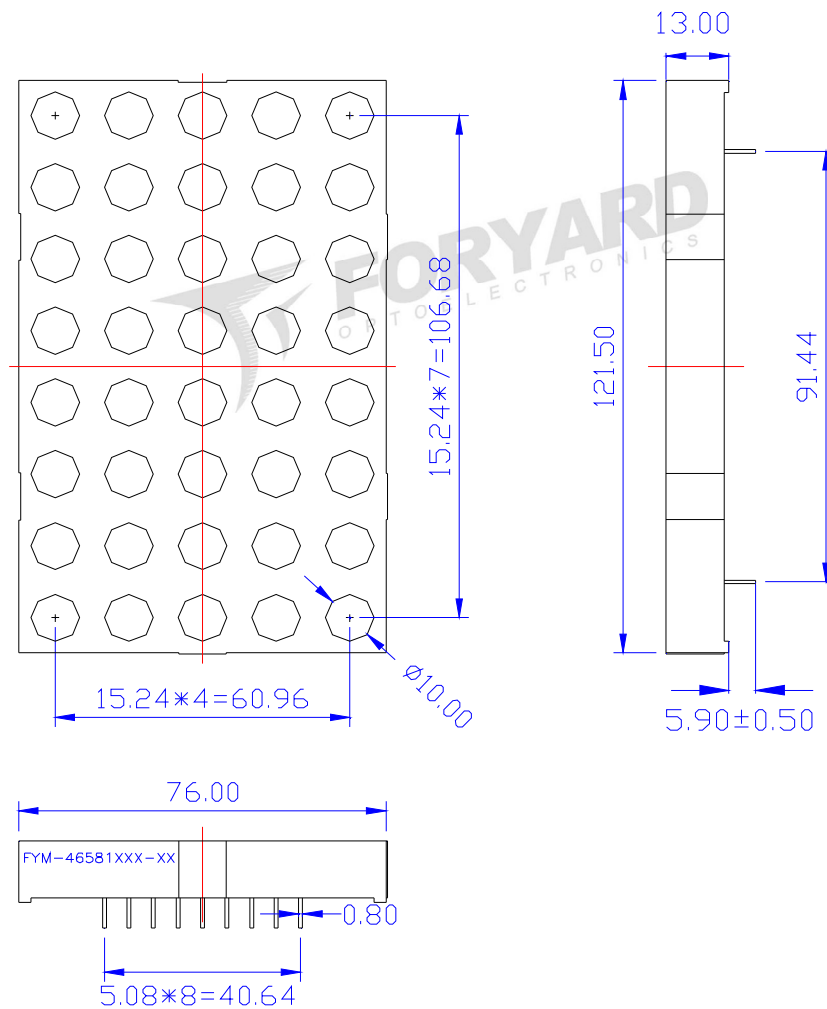 13.00
FORYARD
OPTOELECTRONICS
15.24*7=106.68
121.50
91.44
15.24*4=60.96
ø10.00
5.90±0.50
76.00
FYM-46581XXX-XX
0.80
5.08*8=40.64